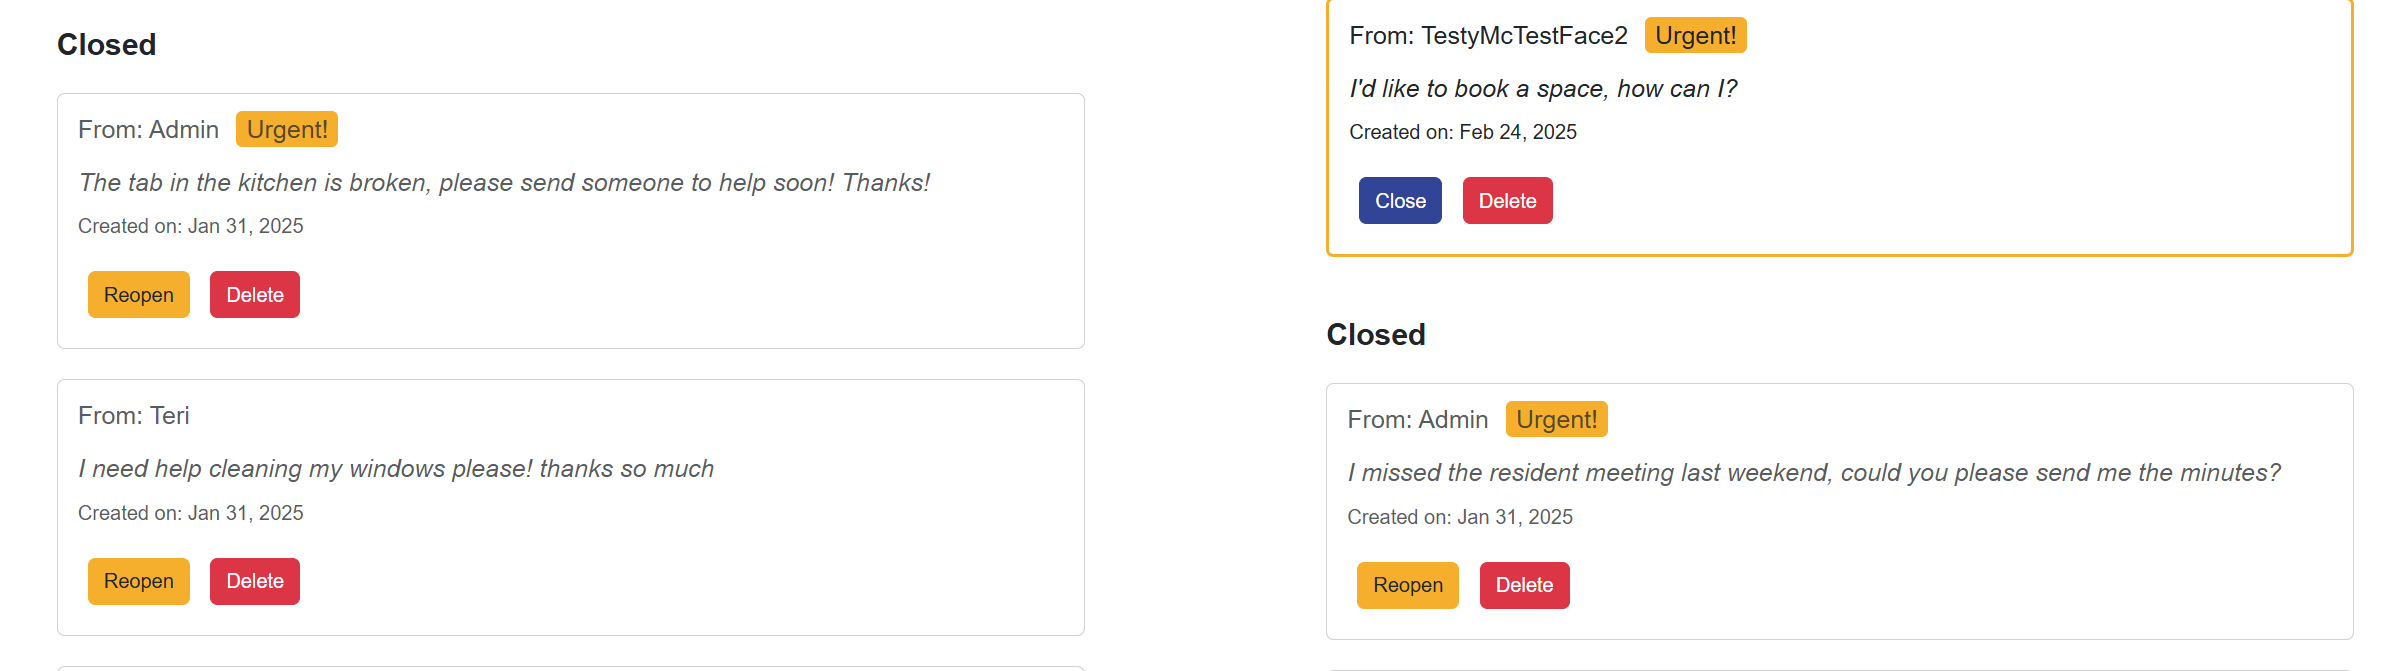 Closed
From: Admin Urgent!
The tab in the kitchen is broken, please send someone to help soon! Thanks!
Created on: Jan 31, 2025
Reopen Delete
From: Teri
I need help cleaning my windows please! thanks so much
Created on: Jan 31, 2025
Reopen Delete
From: TestyMcTestFace2 Urgent!
I'd like to book a space, how can I?
Created on: Feb 24, 2025
Close Delete
Closed
From: Admin Urgent!
I missed the resident meeting last weekend, could you please send me the minutes?
Created on: Jan 31, 2025
Reopen Delete